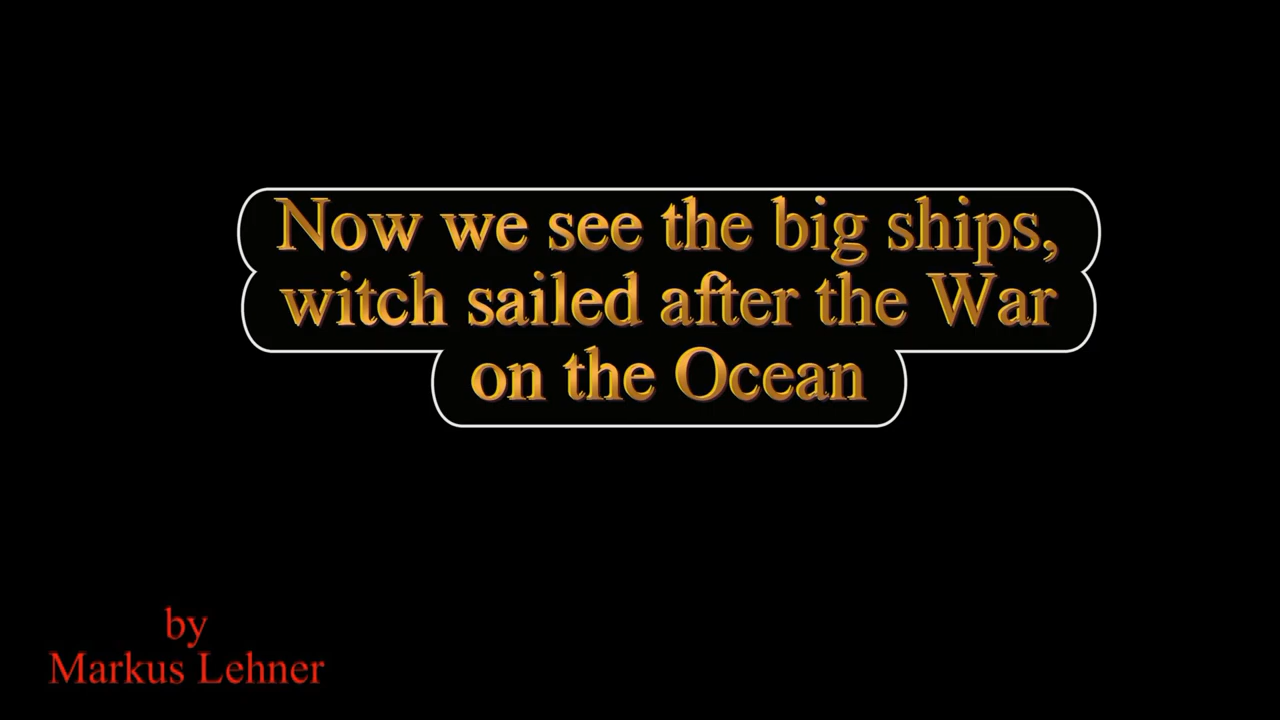 Now we see the big ships,
witch sailed after the War
on the Ocean
by
Markus Lehner